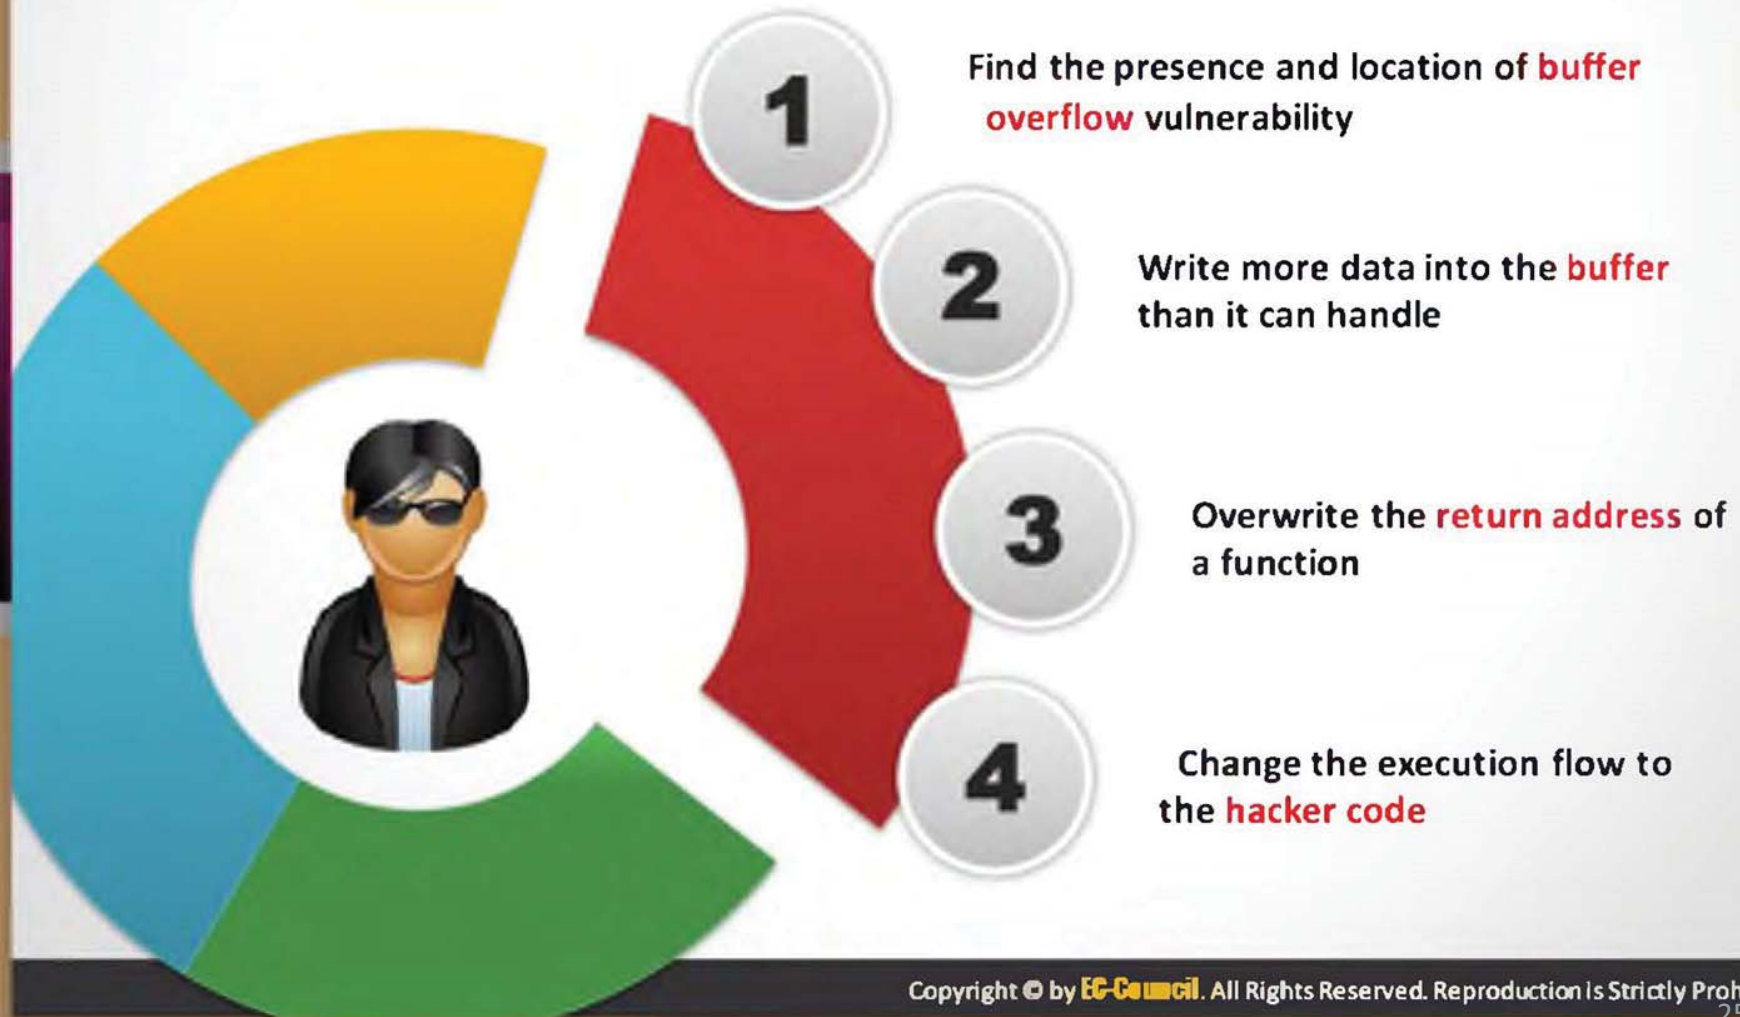 1
Find the presence and location of buffer
overflow vulnerability
2
Write more data into the buffer
than it can handle
3
Overwrite the return address of
a function
4
Change the execution flow to
the hacker code
Copyright © by EC-Council. All Rights Reserved. Reproduction is Strictly